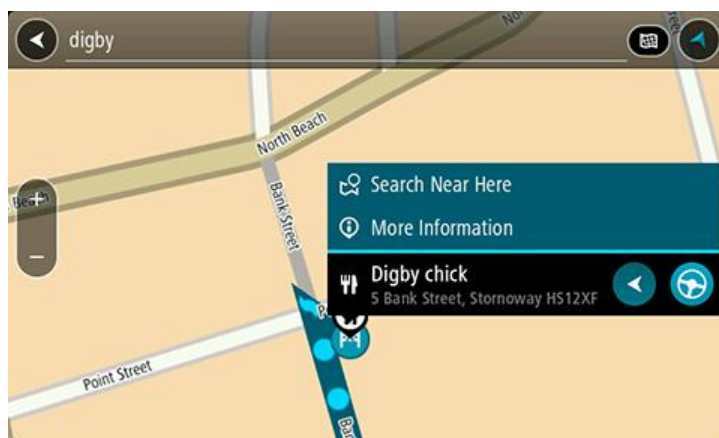 digby
North Beach
Search Near Here
Bank Street
More Information
Digby chick
5 Bank Street, Stornoway HS12XF
Point Street